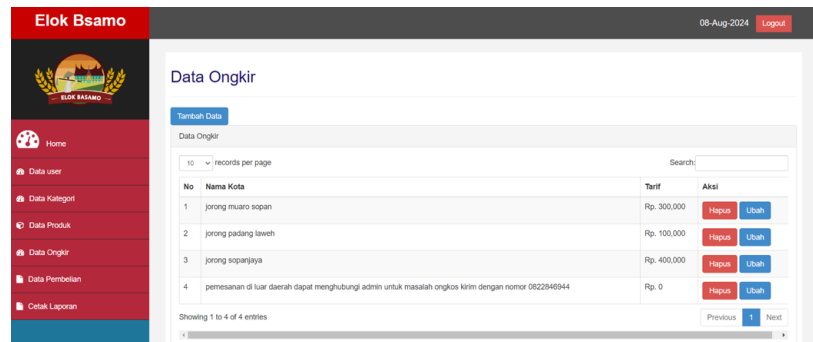 Elok Bsamo
08-Aug-2024 Logout
ELOK BASAMO
Data Ongkir
Tambah Data
Data Ongkir
Home
Data user
Data Kategori
Data Produk
Data Ongkir
Data Pembelian
Cetak Laporan
10 records per page Search:
No Nama Kota Tarif Aksi
1 jorong muaro sopan Rp. 300,000 Hapus Ubah
2 jorong padang laweh Rp. 100,000 Hapus Ubah
3 jorong sopanjaya Rp. 400,000 Hapus Ubah
4 pemesanan di luar daerah dapat menghubungi admin untuk masalah ongkos kirim dengan nomor 0822846944 Rp. 0 Hapus Ubah
Showing 1 to 4 of 4 entries Previous 1 Next